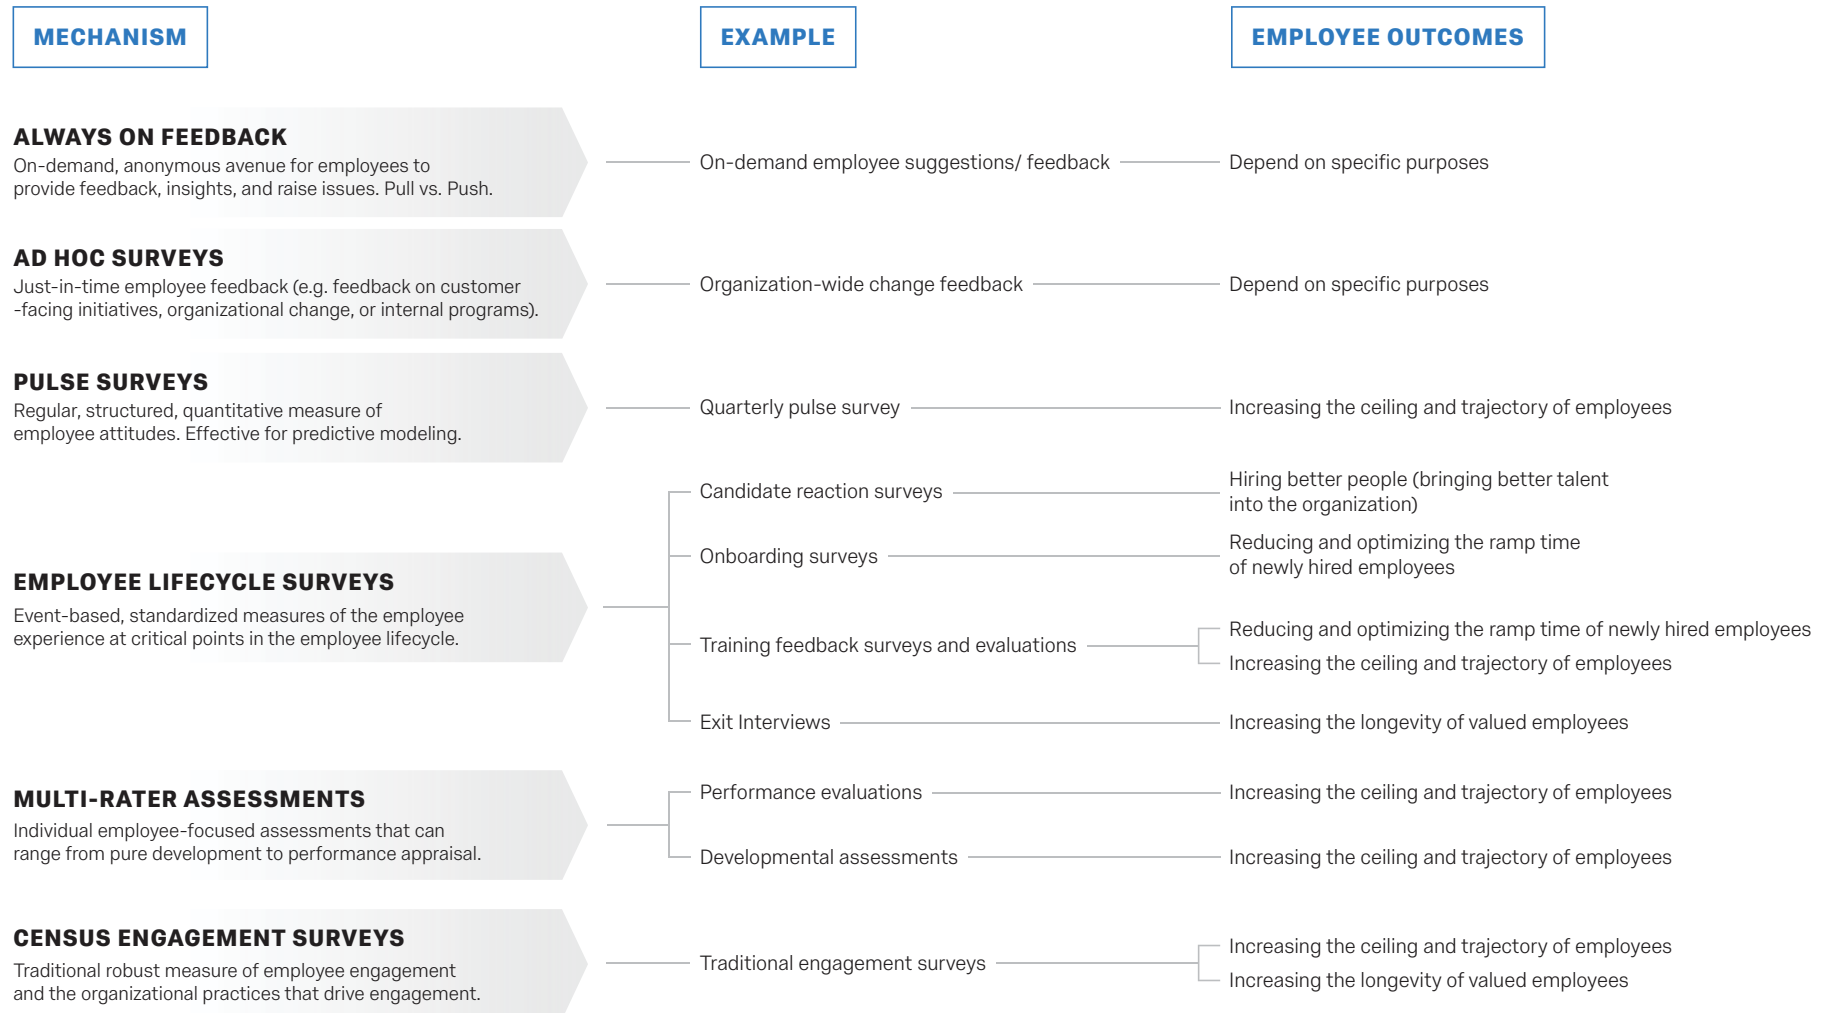 MECHANISM
EXAMPLE
EMPLOYEE OUTCOMES
ALWAYS ON FEEDBACK
On-demand, anonymous avenue for employees to
provide feedback, insights, and raise issues. Pull vs. Push.
On-demand employee suggestions/ feedback
Depend on specific purposes
AD HOC SURVEYS
Just-in-time employee feedback (e.g. feedback on customer
-facing initiatives, organizational change, or internal programs).
Organization-wide change feedback
Depend on specific purposes
PULSE SURVEYS
Regular, structured, quantitative measure of
employee attitudes. Effective for predictive modeling.
Quarterly pulse survey
Increasing the ceiling and trajectory of employees
EMPLOYEE LIFECYCLE SURVEYS
Event-based, standardized measures of the employee
experience at critical points in the employee lifecycle.
Candidate reaction surveys
Hiring better people (bringing better talent
into the organization)
Onboarding surveys
Reducing and optimizing the ramp time
of newly hired employees
Training feedback surveys and evaluations
Reducing and optimizing the ramp time of newly hired employees
Increasing the ceiling and trajectory of employees
Exit Interviews
Increasing the longevity of valued employees
MULTI-RATER ASSESSMENTS
Individual employee-focused assessments that can
range from pure development to performance appraisal.
Performance evaluations
Increasing the ceiling and trajectory of employees
Developmental assessments
Increasing the ceiling and trajectory of employees
CENSUS ENGAGEMENT SURVEYS
Traditional robust measure of employee engagement
and the organizational practices that drive engagement.
Traditional engagement surveys
Increasing the ceiling and trajectory of employees
Increasing the longevity of valued employees